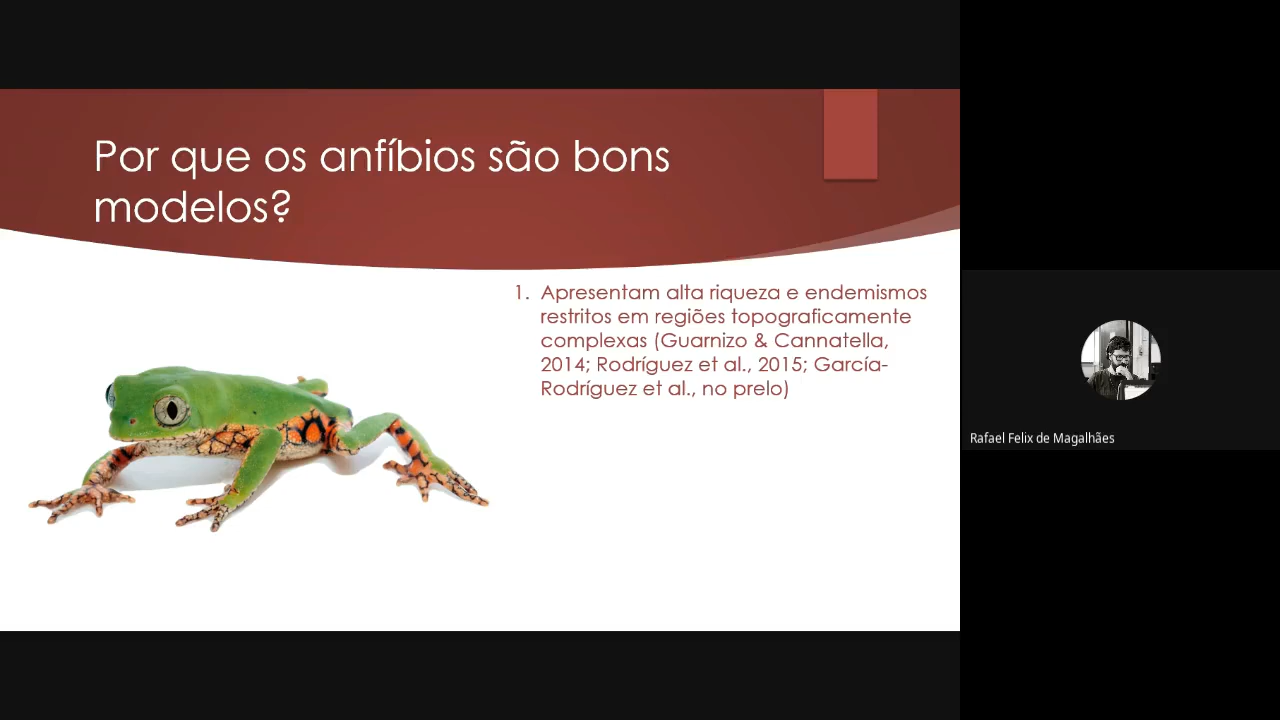 Por que os anfíbios são bons
modelos?
1. Apresentam alta riqueza e endemismos
restritos em regiões topograficamente
complexas (Guarnizo & Cannatella,
2014; Rodríguez et al., 2015; García-
Rodríguez et al., no prelo)
Rafael Felix de Magalhães